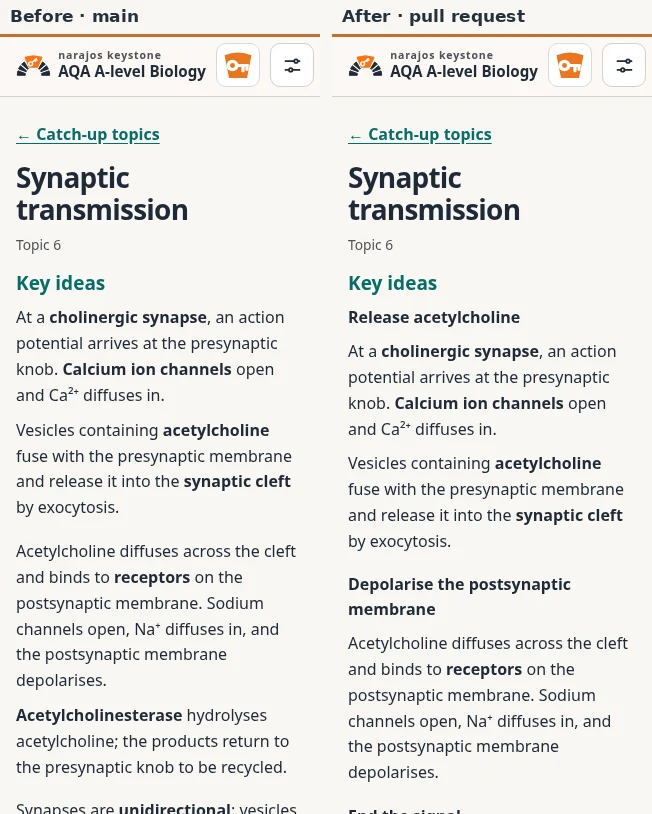 Before · main
narajos keystone
AQA A-level Biology
← Catch-up topics
Synaptic
transmission
Topic 6
Key ideas
At a cholinergic synapse, an action
potential arrives at the presynaptic
knob. Calcium ion channels open
and Ca²⁺ diffuses in.
Vesicles containing acetylcholine
fuse with the presynaptic membrane
and release it into the synaptic cleft
by exocytosis.
Acetylcholine diffuses across the cleft
and binds to receptors on the
postsynaptic membrane. Sodium
channels open, Na⁺ diffuses in, and
the postsynaptic membrane
depolarises.
Acetylcholinesterase hydrolyses
acetylcholine; the products return to
the presynaptic knob to be recycled.
Synapses are unidirectional: vesicles
After · pull request
narajos keystone
AQA A-level Biology
← Catch-up topics
Synaptic
transmission
Topic 6
Key ideas
Release acetylcholine
At a cholinergic synapse, an action
potential arrives at the presynaptic
knob. Calcium ion channels open
and Ca²⁺ diffuses in.
Vesicles containing acetylcholine
fuse with the presynaptic membrane
and release it into the synaptic cleft
by exocytosis.
Depolarise the postsynaptic
membrane
Acetylcholine diffuses across the cleft
and binds to receptors on the
postsynaptic membrane. Sodium
channels open, Na⁺ diffuses in, and
the postsynaptic membrane
depolarises.
End the signal